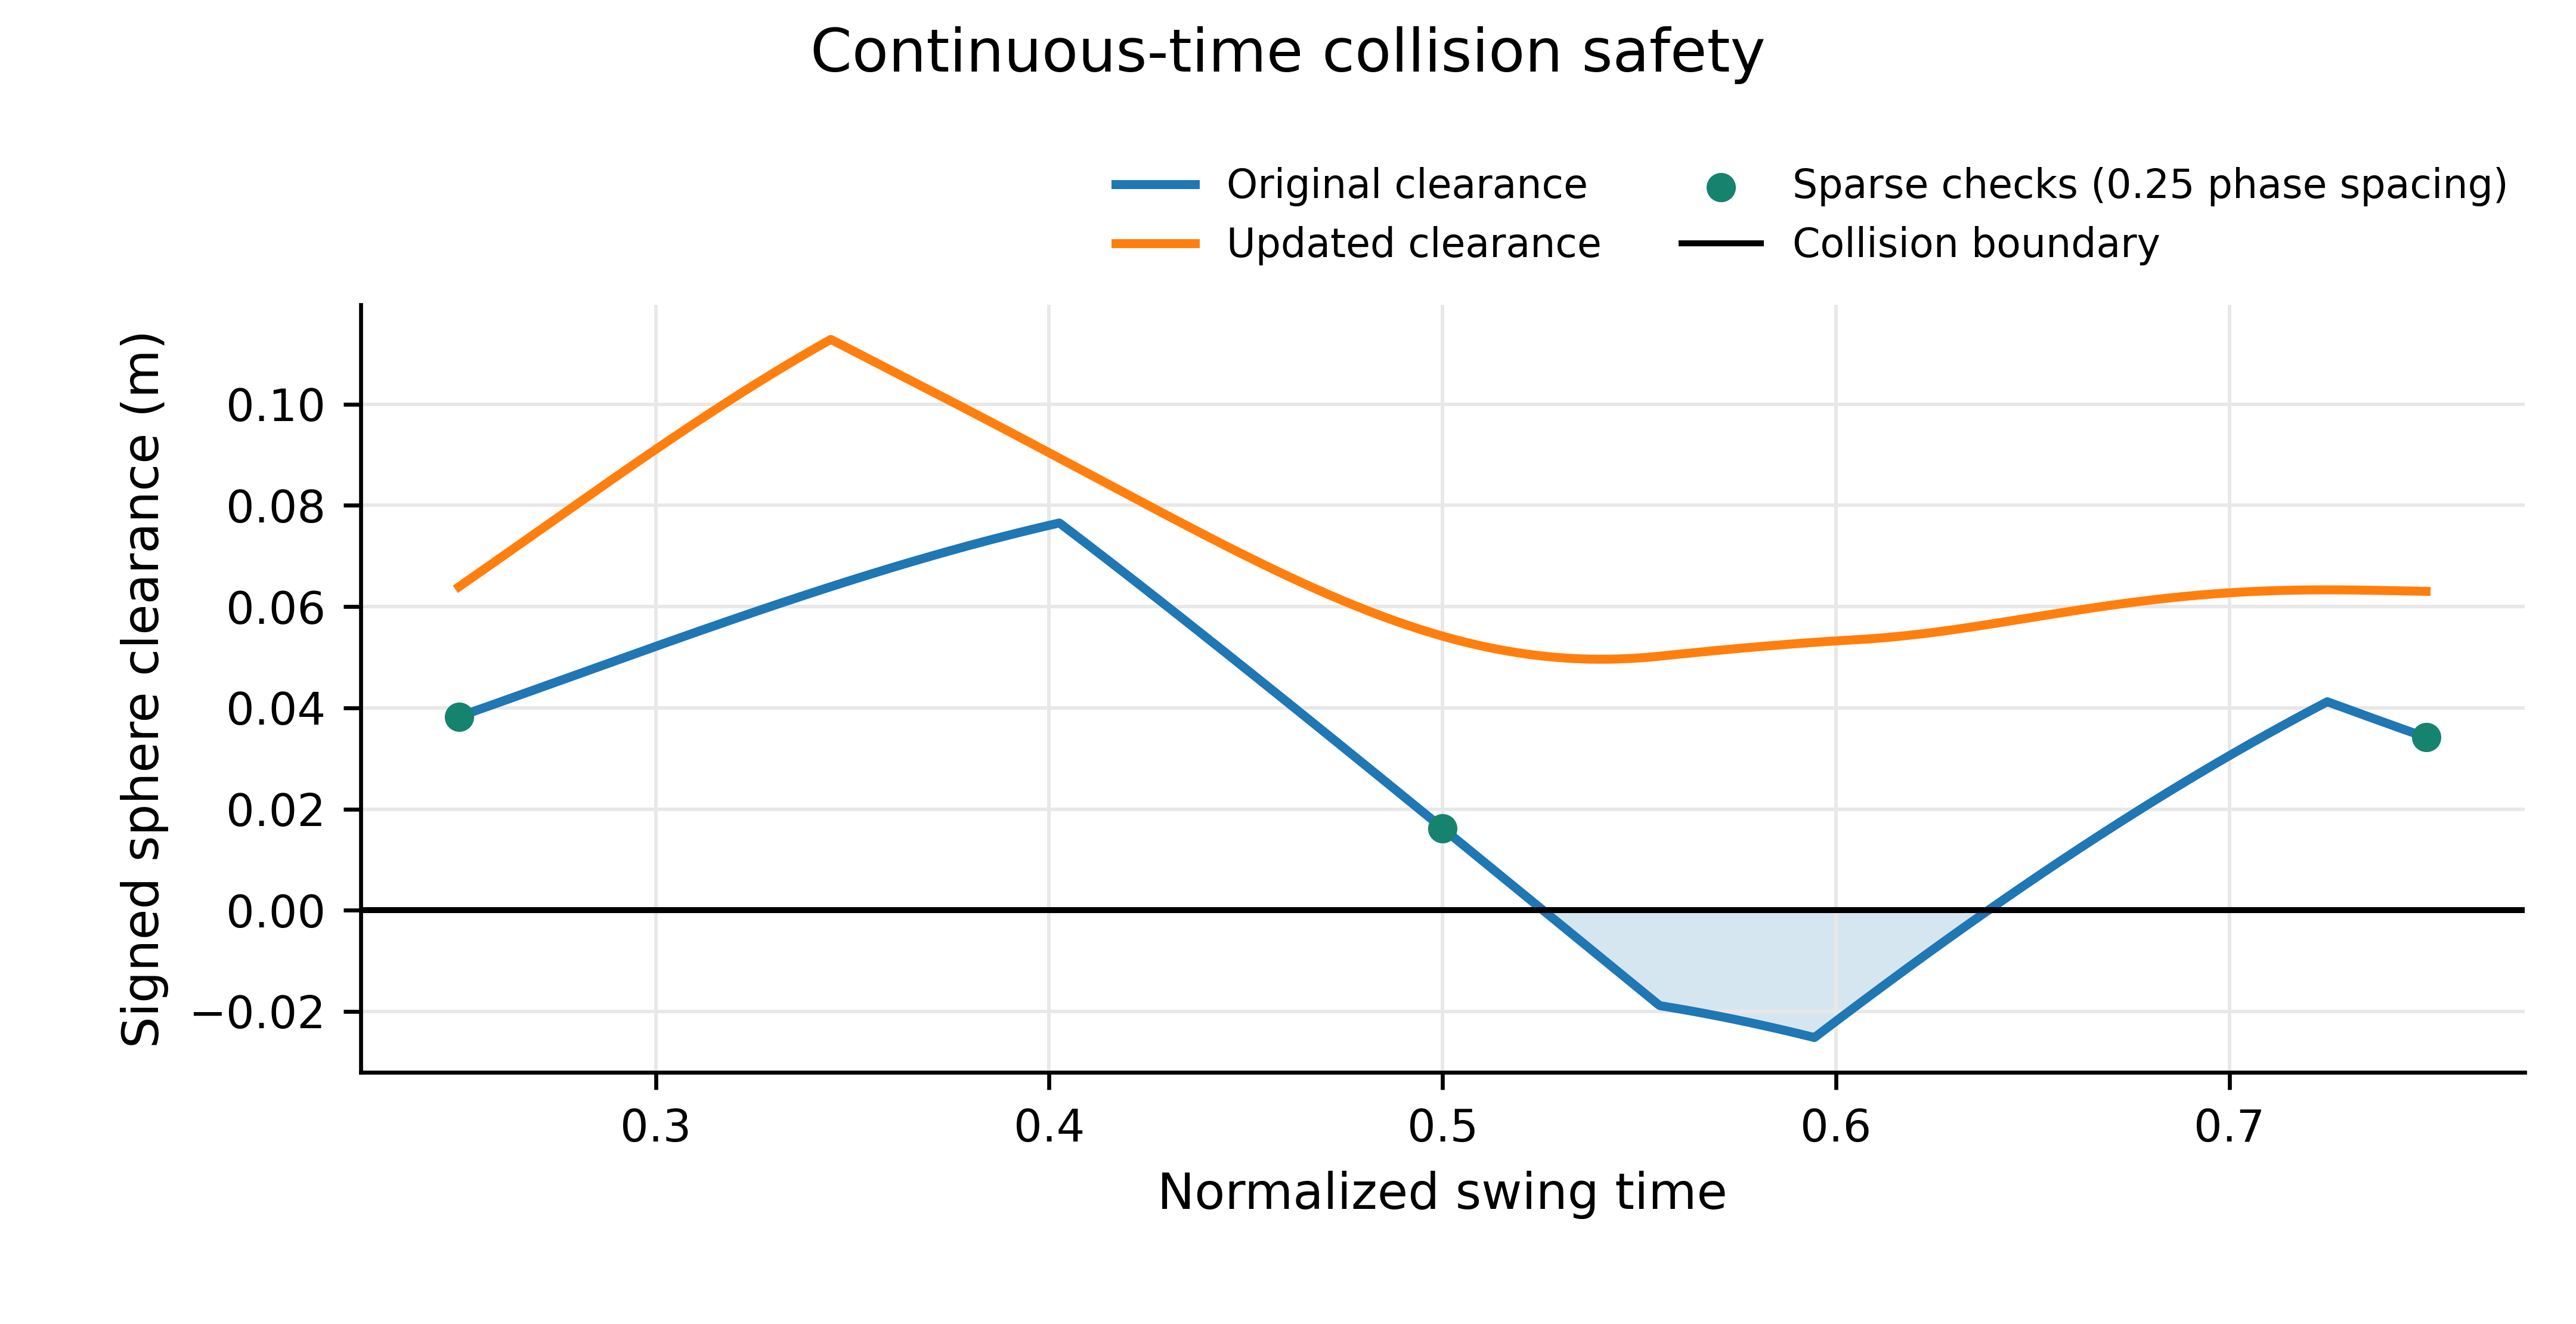 Continuous-time collision safety
Original clearance
Updated clearance
Sparse checks (0.25 phase spacing)
Collision boundary
Signed sphere clearance (m)
0.10
0.08
0.06
0.04
0.02
0.00
−0.02
0.3
0.4
0.5
0.6
0.7
Normalized swing time